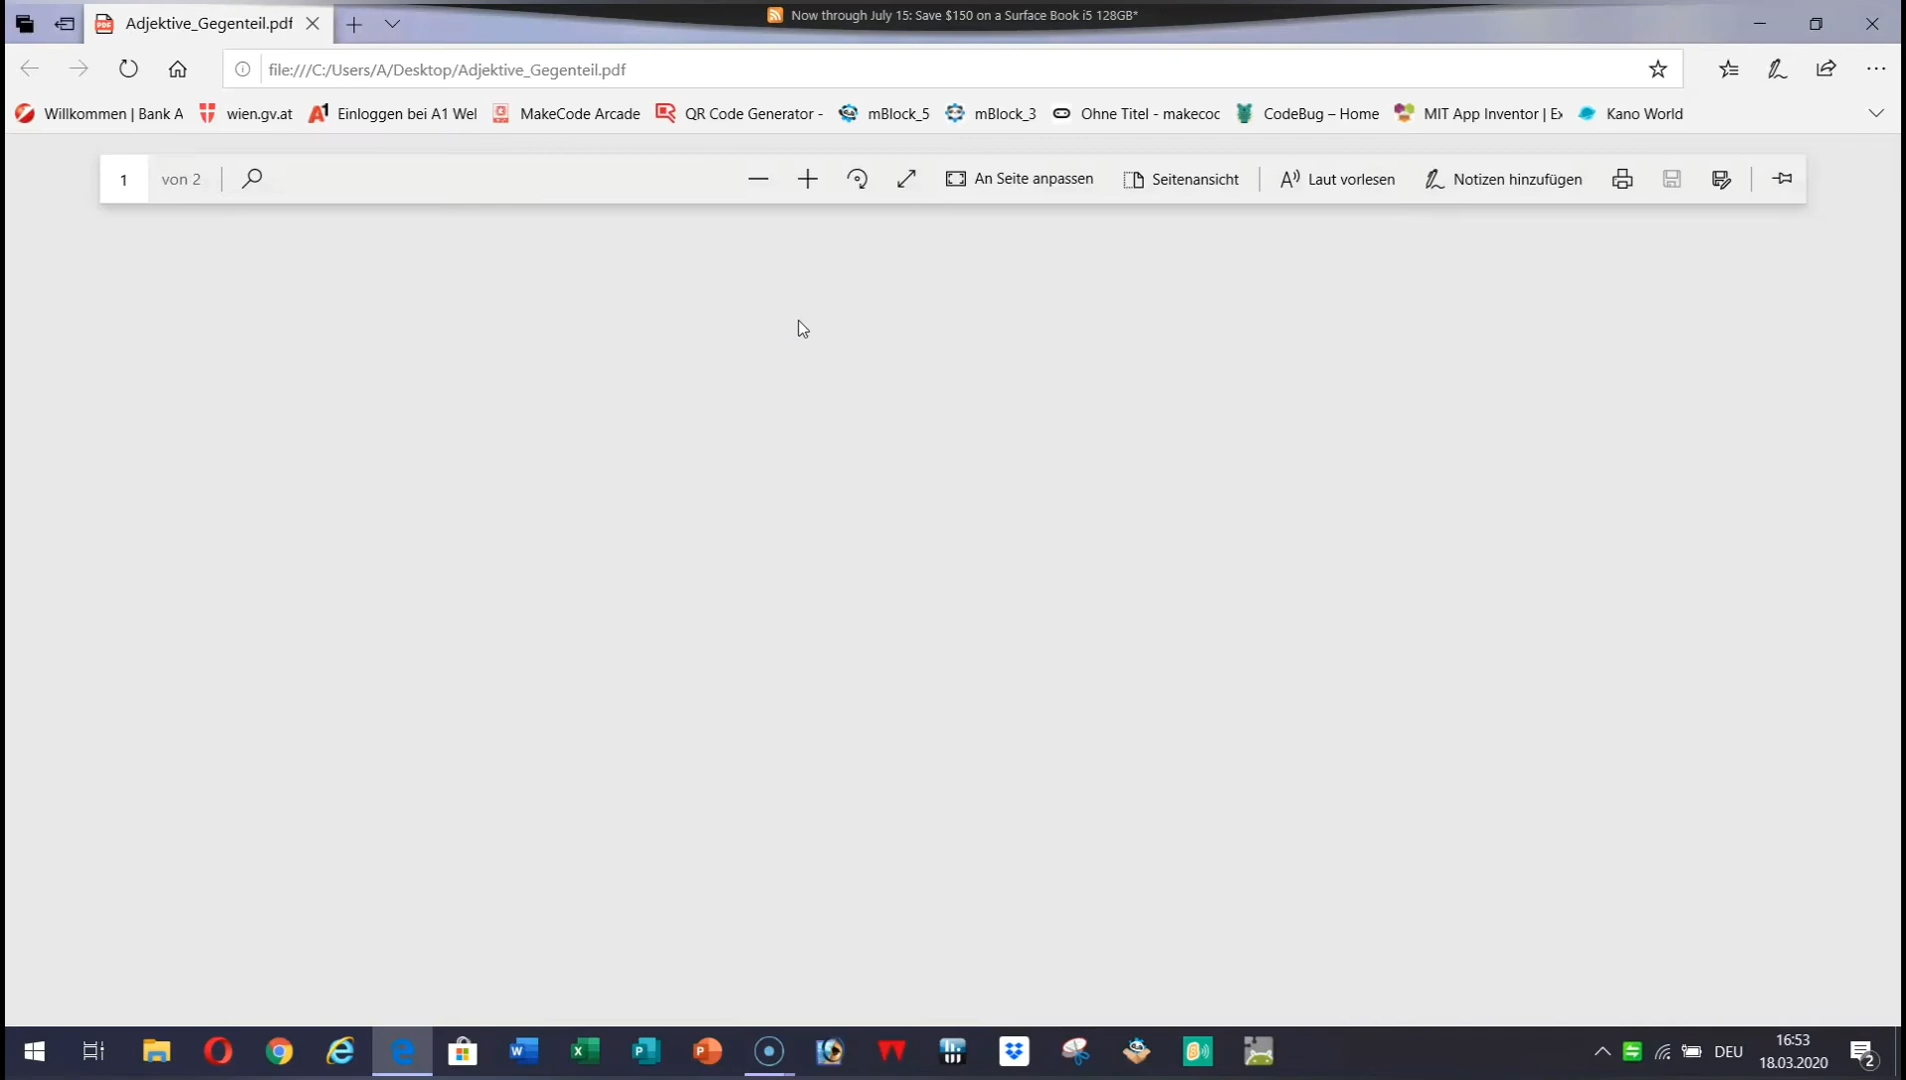 Adjektive_Gegenteil.pdf
Now through July 15: Save $150 on a Surface Book i5 128GB*
file:///C:/Users/A/Desktop/Adjektive_Gegenteil.pdf
Willkommen | Bank A wien.gv.at Einloggen bei A1 Wel MakeCode Arcade QR Code Generator - mBlock_5 mBlock_3 Ohne Titel - makecoc CodeBug – Home MIT App Inventor | Ex Kano World
1 von 2 An Seite anpassen Seitenansicht Laut vorlesen Notizen hinzufügen
DEU
16:53
18.03.2020
2